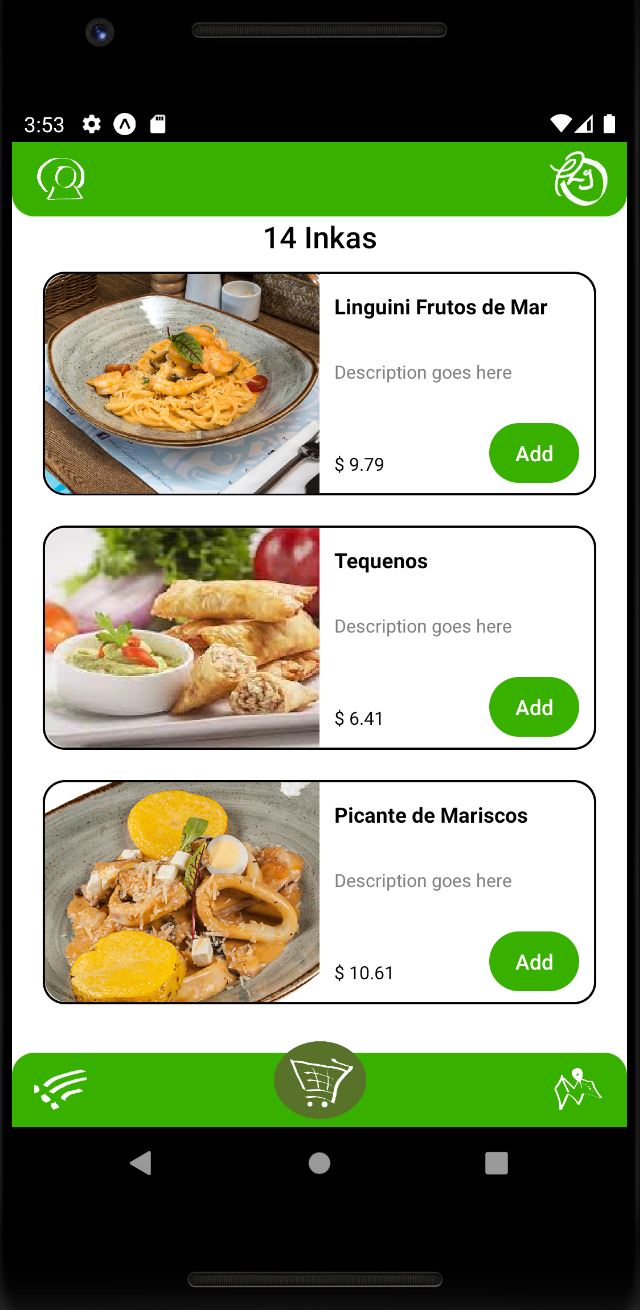 3:53
14 Inkas
Linguini Frutos de Mar
Description goes here
$ 9.79
Add
Tequenos
Description goes here
$ 6.41
Add
Picante de Mariscos
Description goes here
$ 10.61
Add